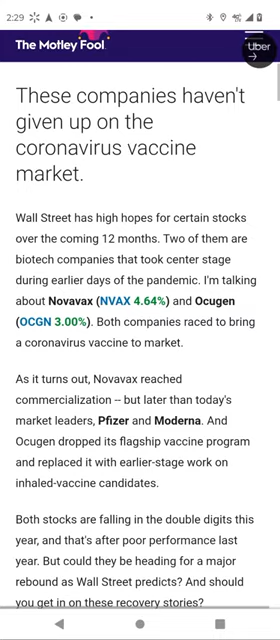 2:29
The Motley Fool
Uber
These companies haven't
given up on the
coronavirus vaccine
market.
Wall Street has high hopes for certain stocks
over the coming 12 months. Two of them are
biotech companies that took center stage
during earlier days of the pandemic. I'm talking
about Novavax (NVAX 4.64%) and Ocugen
(OCGN 3.00%). Both companies raced to bring
a coronavirus vaccine to market.
As it turns out, Novavax reached
commercialization -- but later than today's
market leaders, Pfizer and Moderna. And
Ocugen dropped its flagship vaccine program
and replaced it with earlier-stage work on
inhaled-vaccine candidates.
Both stocks are falling in the double digits this
year, and that's after poor performance last
year. But could they be heading for a major
rebound as Wall Street predicts? And should
you get in on these recovery stories?